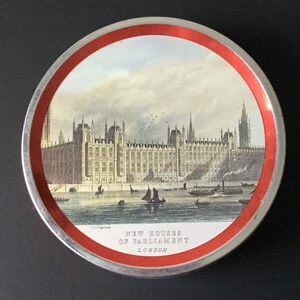 NEW HOUSES
OF PARLIAMENT
LONDON